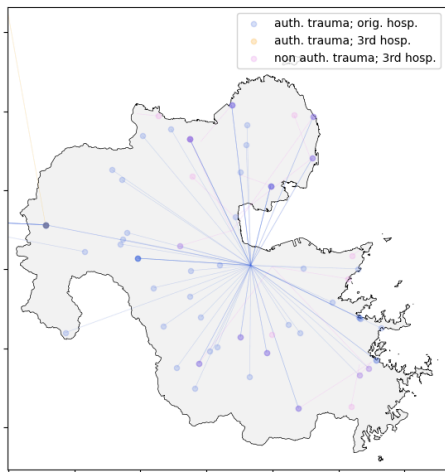 auth. trauma; orig. hosp.
auth. trauma; 3rd hosp.
non auth. trauma; 3rd hosp.